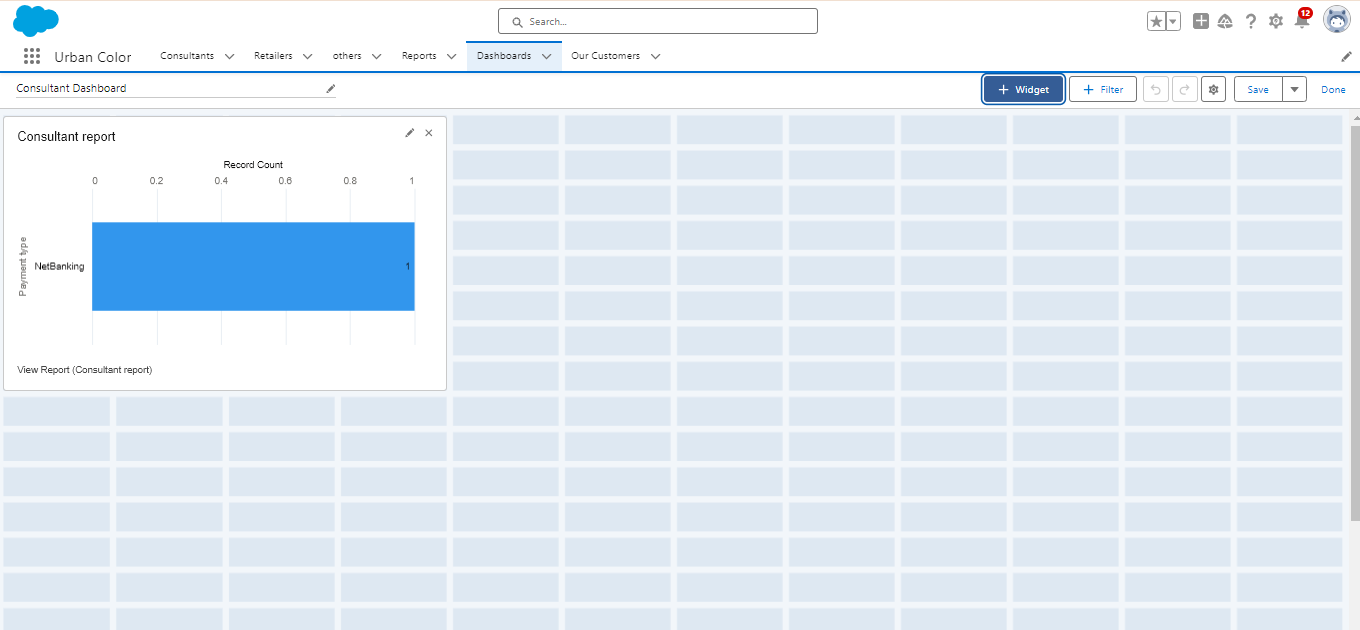 Search...
12
Urban Color
Consultants
Retailers
others
Reports
Dashboards
Our Customers
Consultant Dashboard
+ Widget
+ Filter
Save
Done
Consultant report
Record Count
0 0.2 0.4 0.6 0.8 1
Payment type
NetBanking
1
View Report (Consultant report)